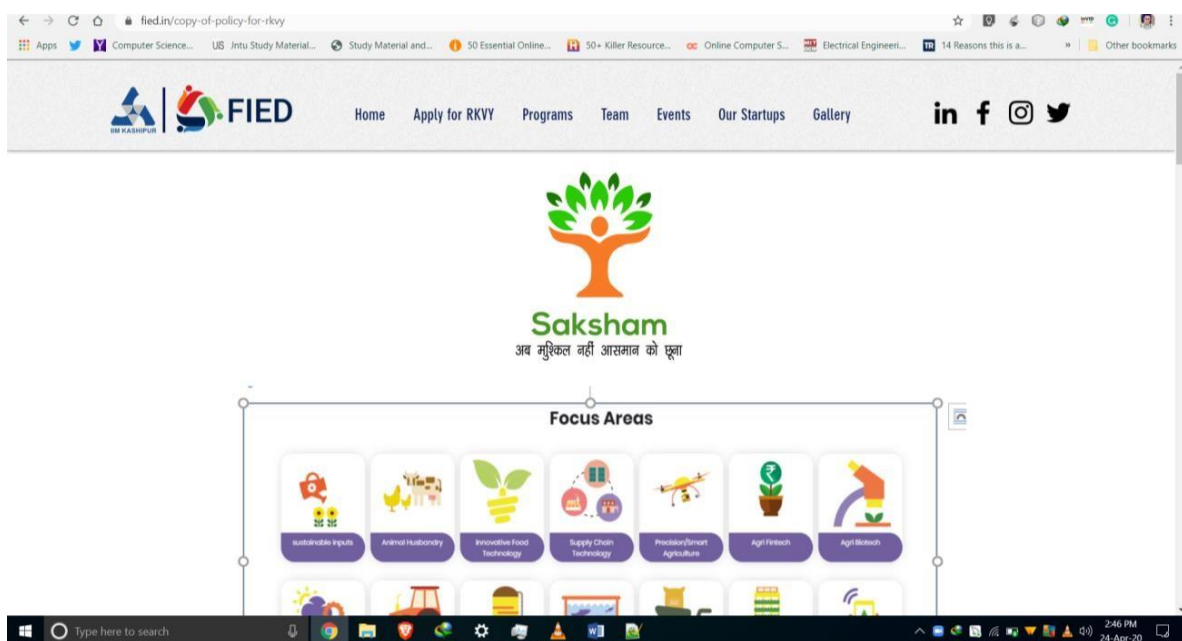 fied.in/copy-of-policy-for-rkvy
Apps Computer Science... US Jntu Study Material... Study Material and... 50 Essential Online... 50+ Killer Resource... Online Computer S... Electrical Engineeri... TR 14 Reasons this is a... » Other bookmarks
IIM KASHIPUR FIED Home Apply for RKVY Programs Team Events Our Startups Gallery
Saksham
अब मुश्किल नहीं आसमान को छूना
Focus Areas
sustainable inputs
Animal Husbandry
Innovative Food
Technology
Supply Chain
Technology
Precision/Smart
Agriculture
Agri Fintech
Agri Biotech
Type here to search
2:46 PM
24-Apr-20